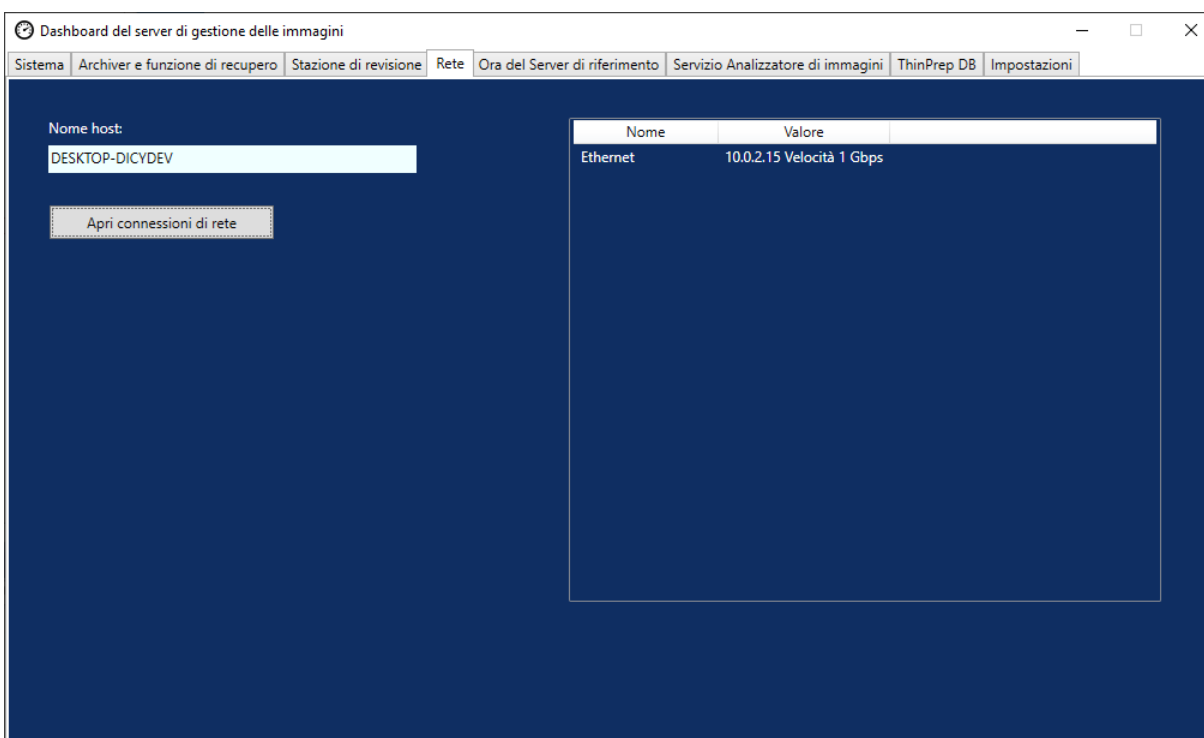 Dashboard del server di gestione delle immagini
Sistema Archiver e funzione di recupero Stazione di revisione Rete Ora del Server di riferimento Servizio Analizzatore di immagini ThinPrep DB Impostazioni
Nome host:
DESKTOP-DICYDEV
Apri connessioni di rete
Nome Valore
Ethernet 10.0.2.15 Velocità 1 Gbps